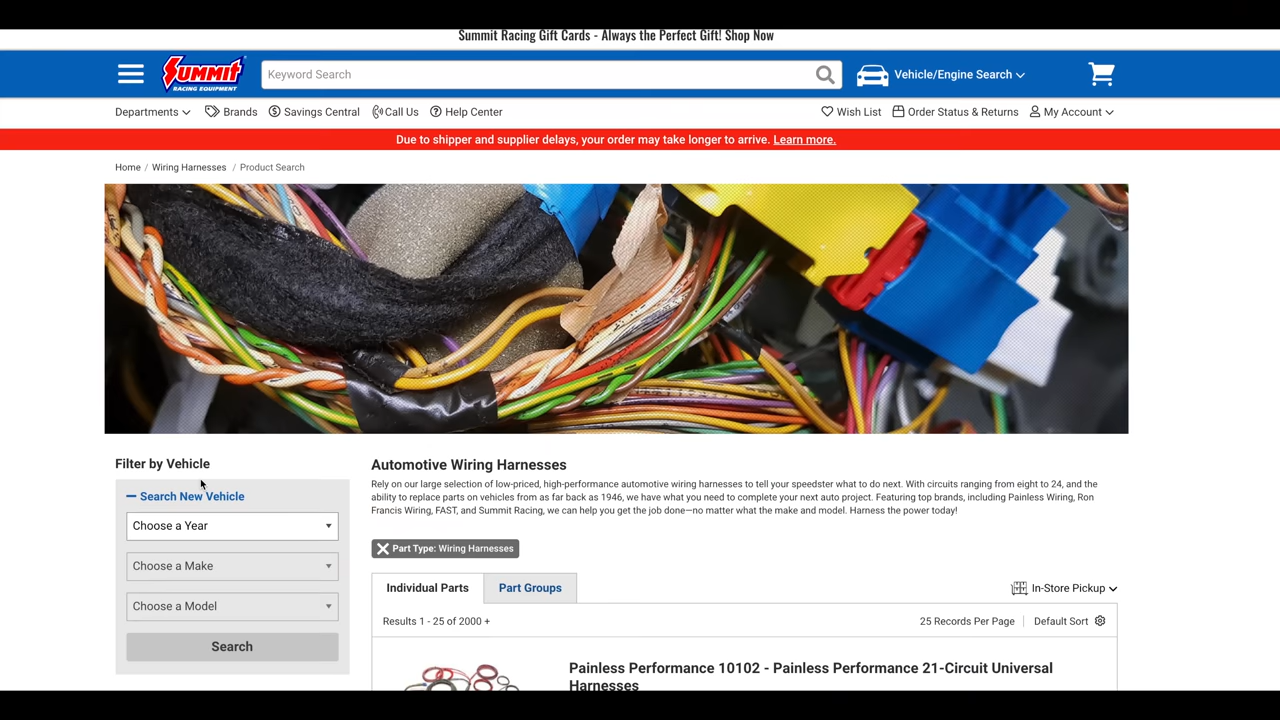 Summit Racing Gift Cards - Always the Perfect Gift! Shop Now
SUMMIT
RACING EQUIPMENT
Keyword Search
Vehicle/Engine Search
Departments
Brands
Savings Central
Call Us
Help Center
Wish List
Order Status & Returns
My Account
Due to shipper and supplier delays, your order may take longer to arrive. Learn more.
Home / Wiring Harnesses / Product Search
Filter by Vehicle
Search New Vehicle
Choose a Year
Choose a Make
Choose a Model
Search
Automotive Wiring Harnesses
Rely on our large selection of low-priced, high-performance automotive wiring harnesses to tell your speedster what to do next. With circuits ranging from eight to 24, and the
ability to replace parts on vehicles from as far back as 1946, we have what you need to complete your next auto project. Featuring top brands, including Painless Wiring, Ron
Francis Wiring, FAST, and Summit Racing, we can help you get the job done—no matter what the make and model. Harness the power today!
Part Type: Wiring Harnesses
Individual Parts
Part Groups
In-Store Pickup
Results 1 - 25 of 2000 +
25 Records Per Page
Default Sort
Painless Performance 10102 - Painless Performance 21-Circuit Universal
Harnesses